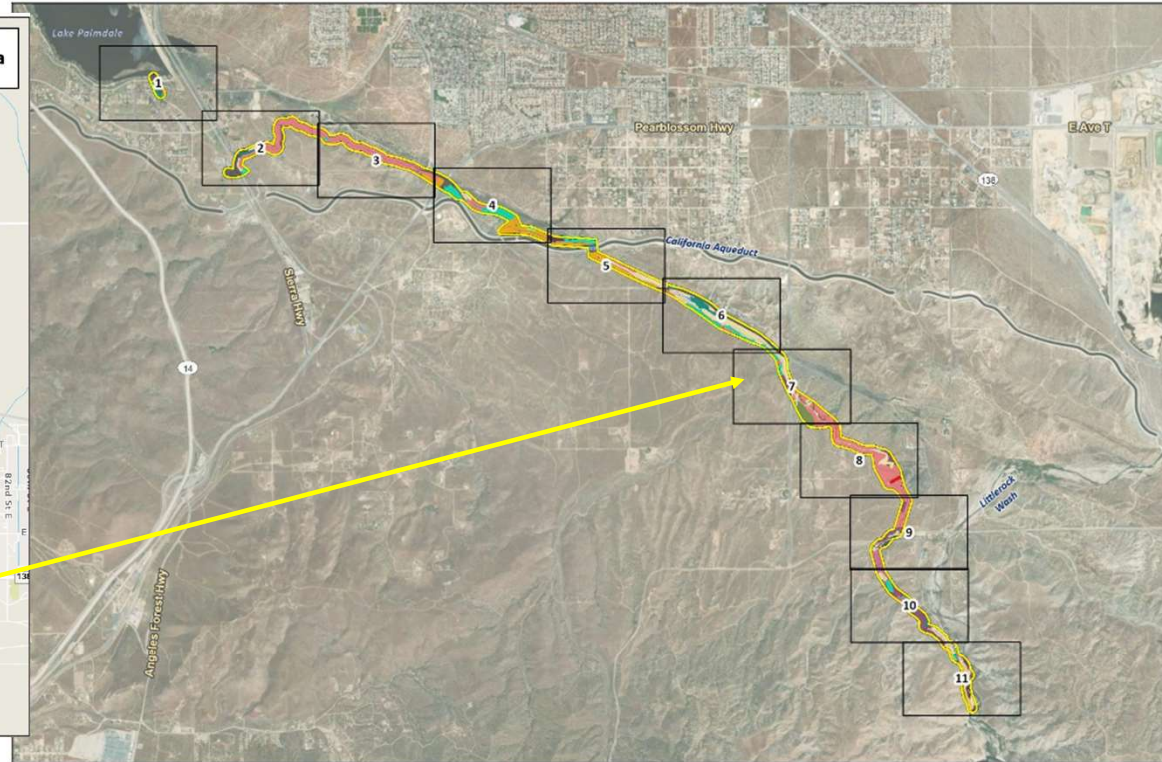 Lake Palmdale
a
1
2
3
4
5
6
7
8
9
10
11
Pearblossom Hwy
E Ave T
138
California Aqueduct
Sierra Hwy
14
Littlerock
Wash
Angeles Forest Hwy
T
82nd St E
E
138